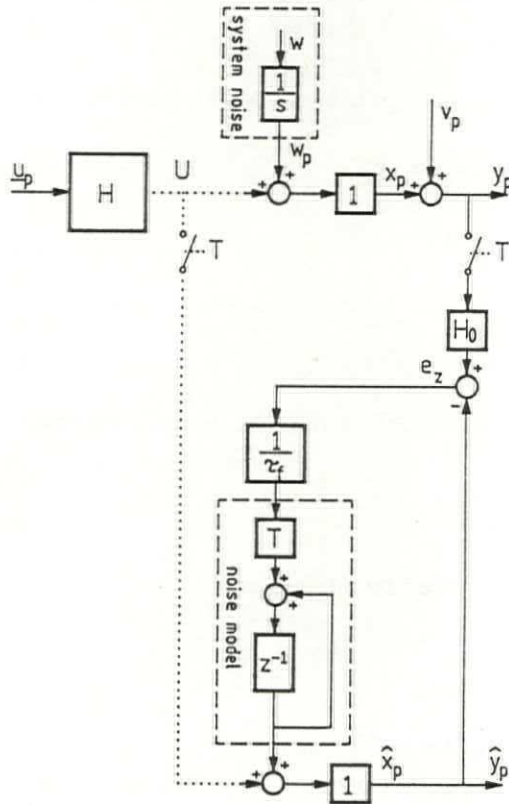 system noise
w
1
s
w_p
v_p
u_p
H
U
+
+
1
x_p
+
+
y_p
T
T
H_0
e_z
+
-
1
τ_f
noise model
T
+
+
z^-1
+
+
1
x̂_p
ŷ_p